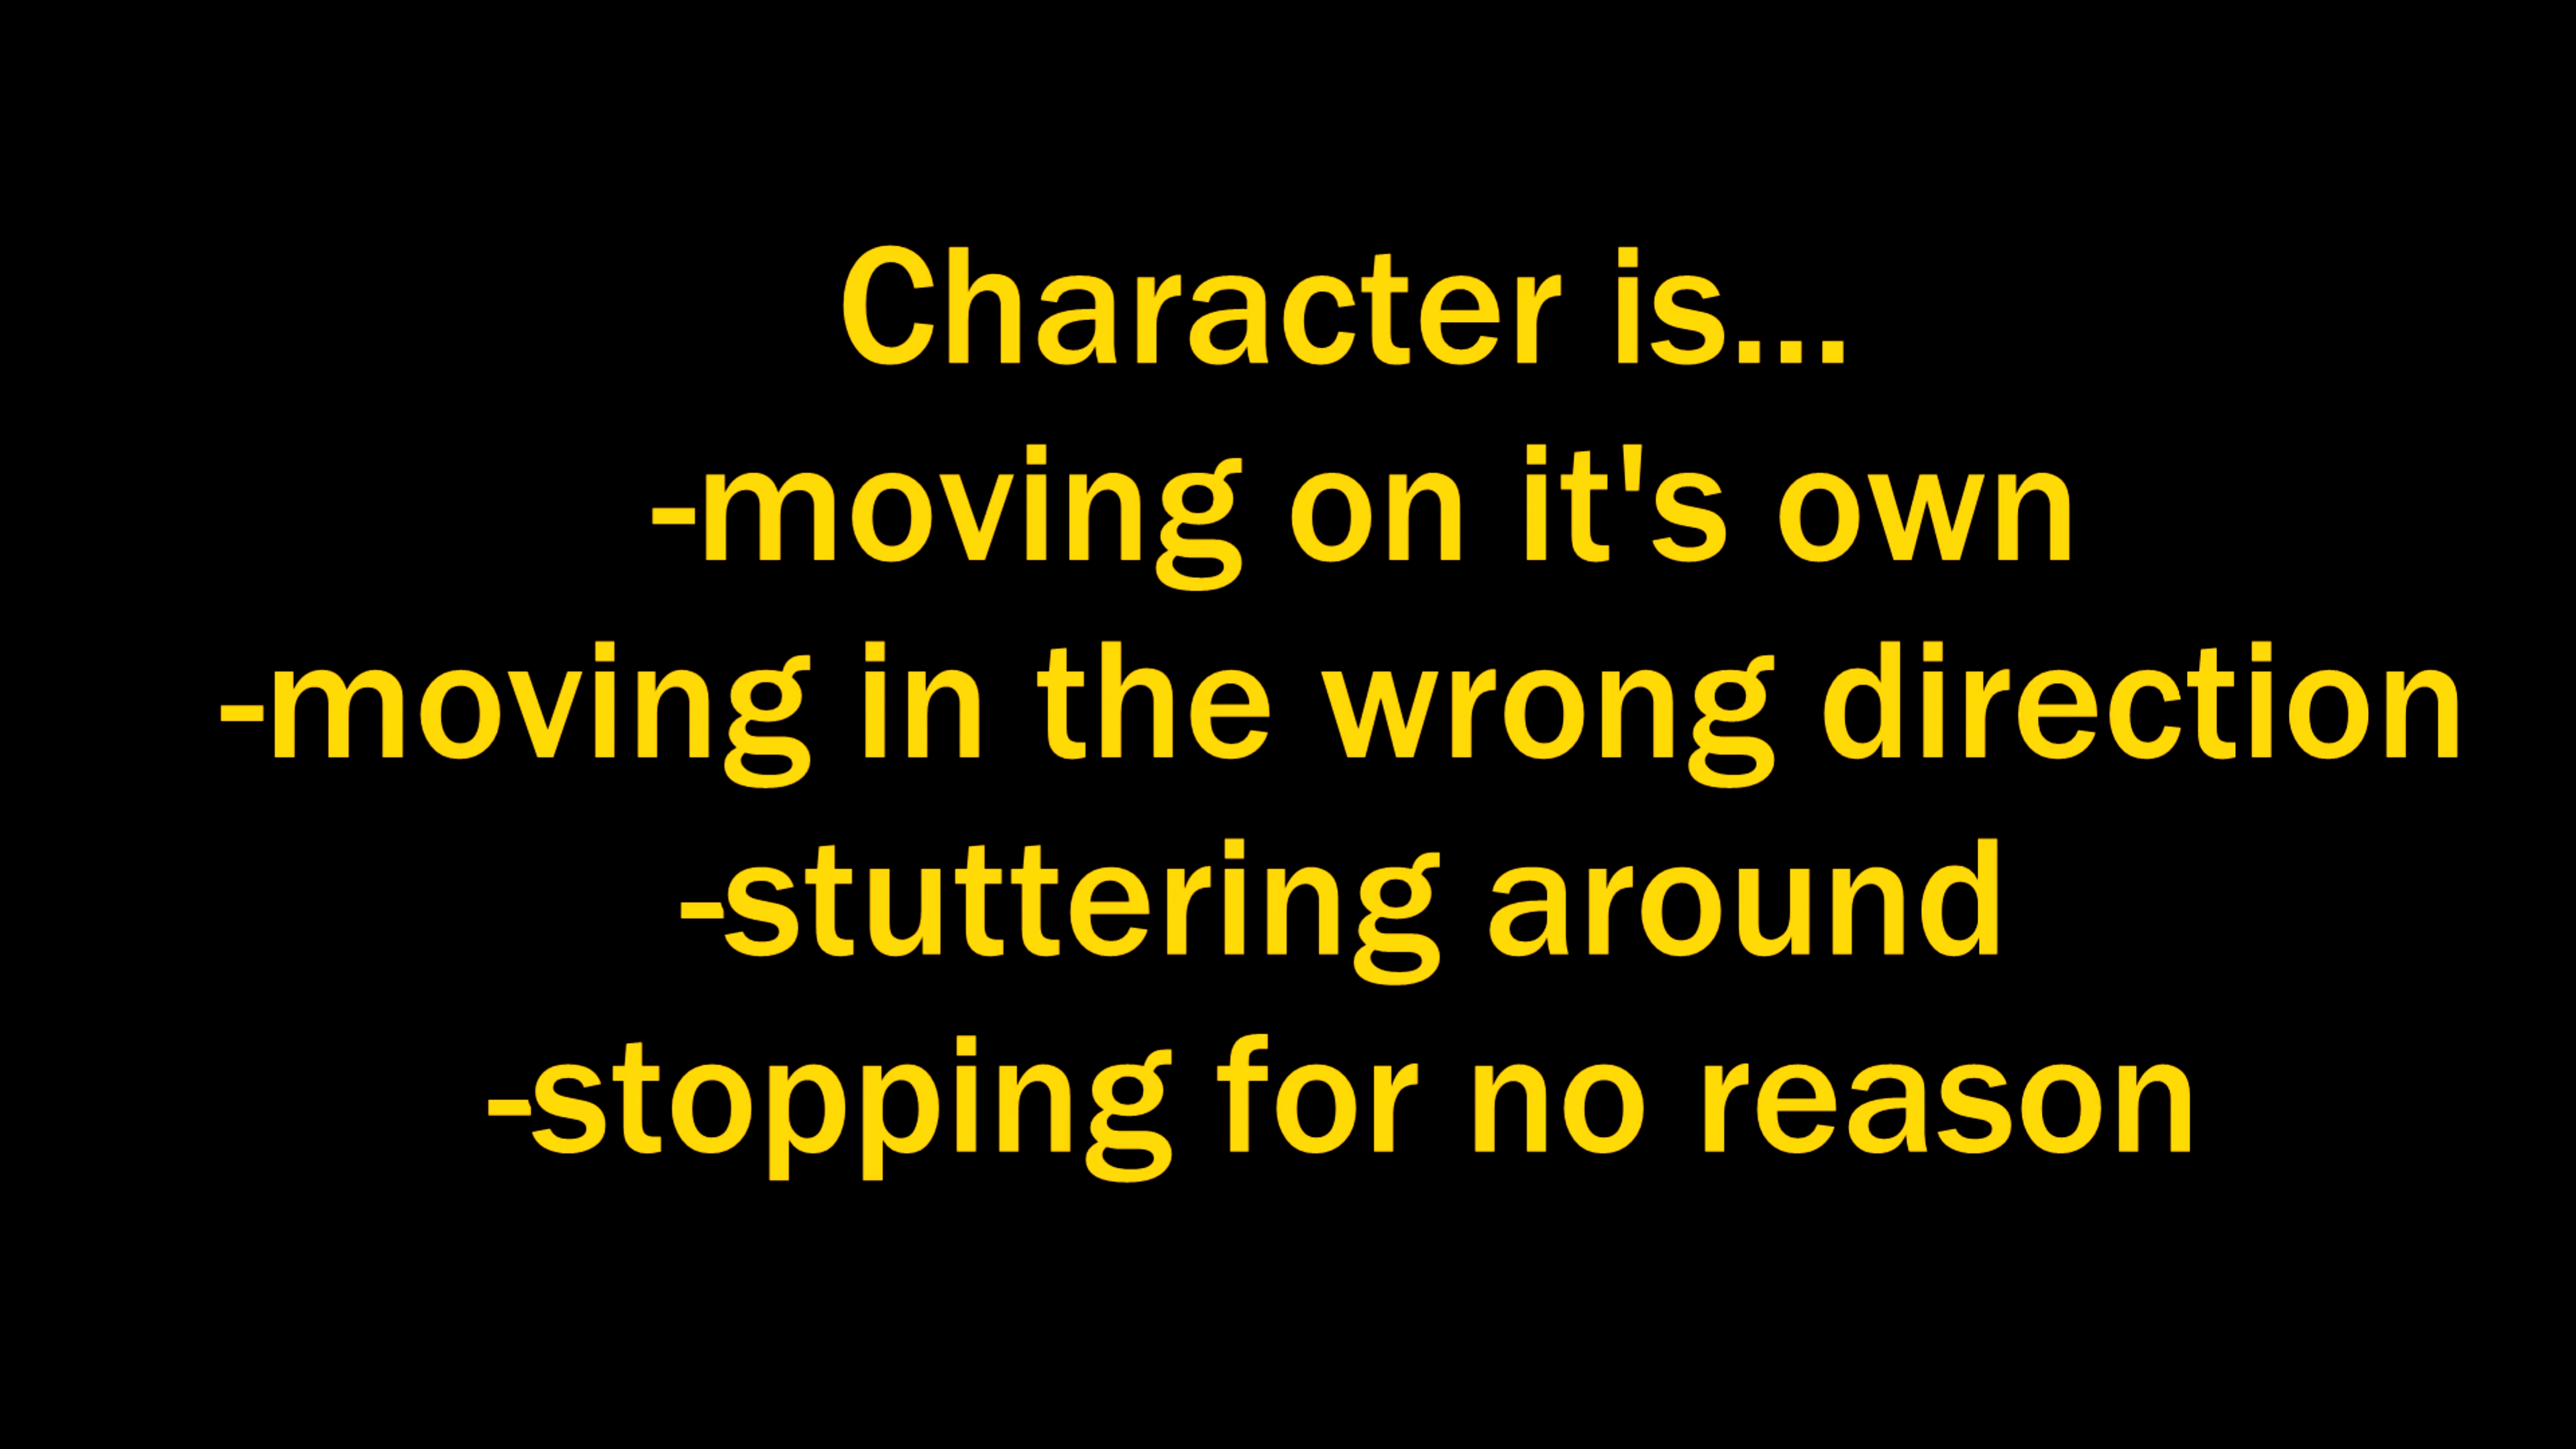 Character is...
-moving on it's own
-moving in the wrong direction
-stuttering around
-stopping for no reason